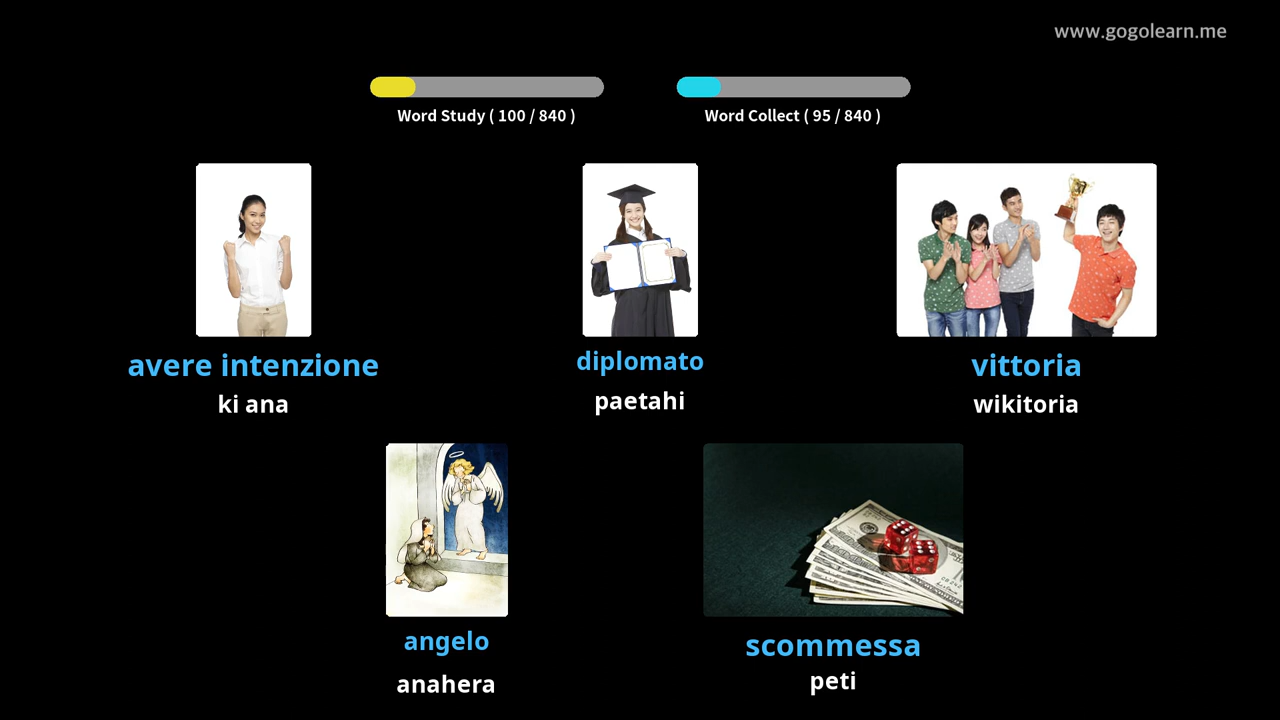 www.gogolearn.me
Word Study ( 100 / 840 )
Word Collect ( 95 / 840 )
avere intenzione
ki ana
diplomato
paetahi
vittoria
wikitoria
angelo
anahera
scommessa
peti